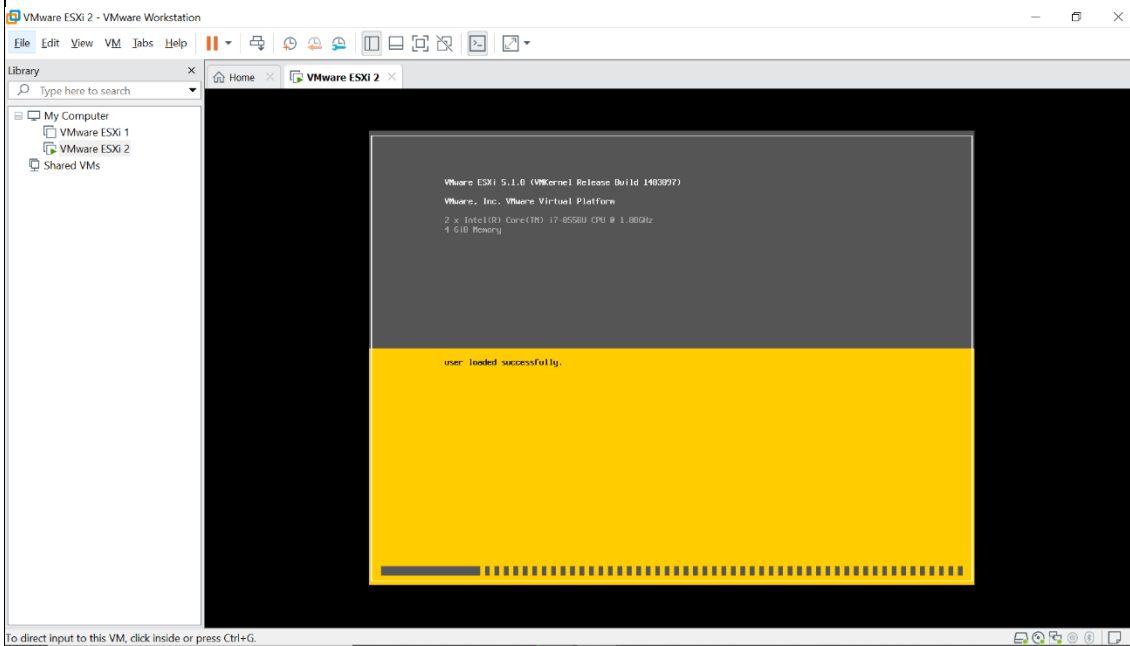 VMware ESXi 2 - VMware Workstation
File Edit View VM Tabs Help
Library
Type here to search
My Computer
VMware ESXi 1
VMware ESXi 2
Shared VMs
Home
VMware ESXi 2
VMware ESXi 5.1.0 (VMKernel Release Build 1483097)
VMware, Inc. VMware Virtual Platform
2 x Intel(R) Core(TM) i7-8550U CPU @ 1.80GHz
4 GiB Memory
user loaded successfully.
To direct input to this VM, click inside or press Ctrl+G.